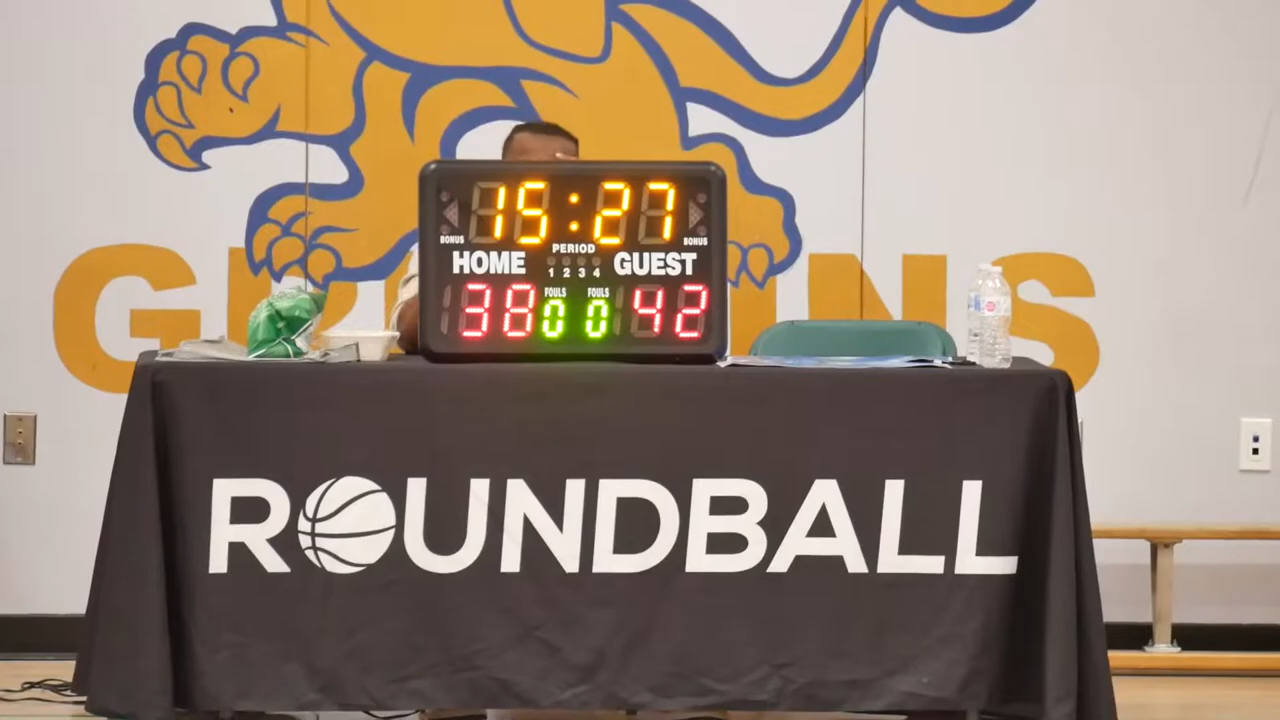 15:27
BONUS PERIOD BONUS
HOME 1 2 3 4 GUEST
FOULS FOULS
38 0 0 42
ROUNDBALL